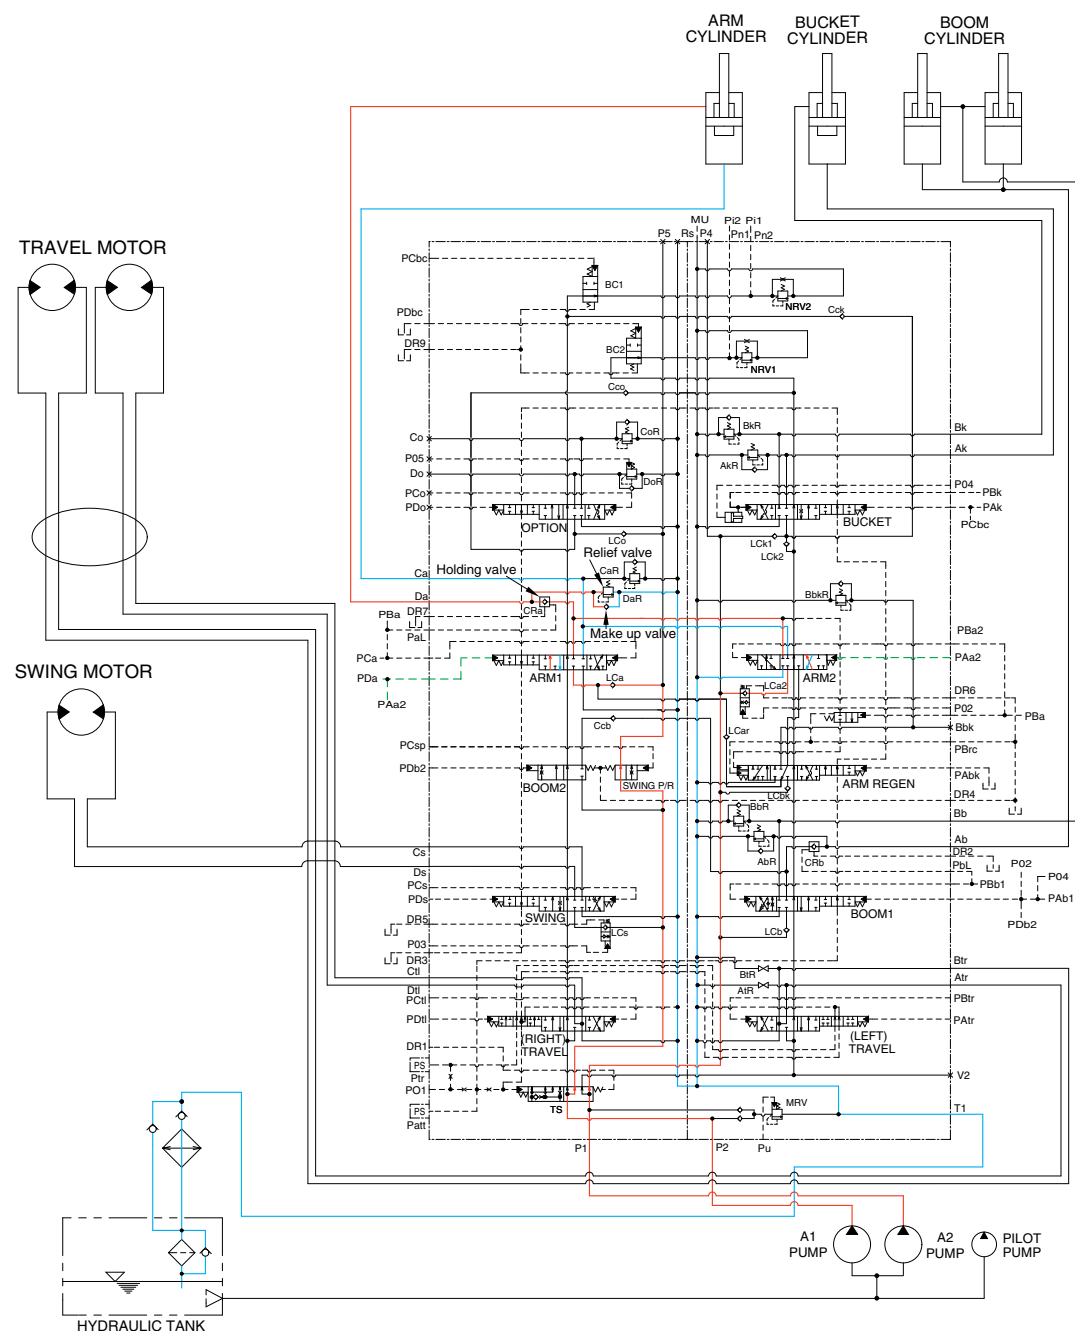 ARM
CYLINDER
BUCKET
CYLINDER
BOOM
CYLINDER
TRAVEL MOTOR
SWING MOTOR
MU
Pi2 Pi1
P5
Rs
P4
Pn1
Pn2
PCbc
BC1
NRV2
Cck
PDbc
DR9
BC2
NRV1
Cco
Co
CoR
BkR
Bk
P05
Do
DoR
AkR
Ak
PCo
PDo
OPTION
P04
PBk
PAk
PCbc
BUCKET
LCo
LCk1
LCk2
Relief valve
Holding valve
Ca
CaR
Da
DaR
CRa
BbkR
PBa
DR7
PaL
Make up valve
PBa2
PCa
PDa
PAa2
ARM1
ARM2
PAa2
LCa
LCa2
DR6
P02
PBa
Ccb
LCar
Bbk
PCsp
PDb2
BOOM2
SWING P/R
PBrc
PAbk
ARM REGEN
LCbk
DR4
BbR
Bb
AbR
CRb
Ab
DR2
PbL
Cs
Ds
PCs
PDs
SWING
PBb1
P02
P04
PAb1
PDb2
BOOM1
DR5
P03
DR3
LCs
LCb
Ctl
Dtl
PCtl
PDtl
(RIGHT)
TRAVEL
BtR
AtR
Btr
Atr
PBtr
PAtr
(LEFT)
TRAVEL
DR1
PS
Ptr
PO1
PS
Patt
TS
V2
MRV
T1
P1
P2
Pu
A1
PUMP
A2
PUMP
PILOT
PUMP
HYDRAULIC TANK